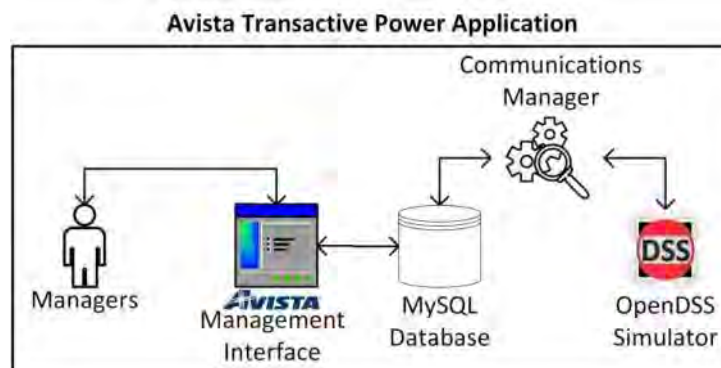 Avista Transactive Power Application
Communications
Manager
Managers
AVISTA
Management
Interface
MySQL
Database
DSS
OpenDSS
Simulator